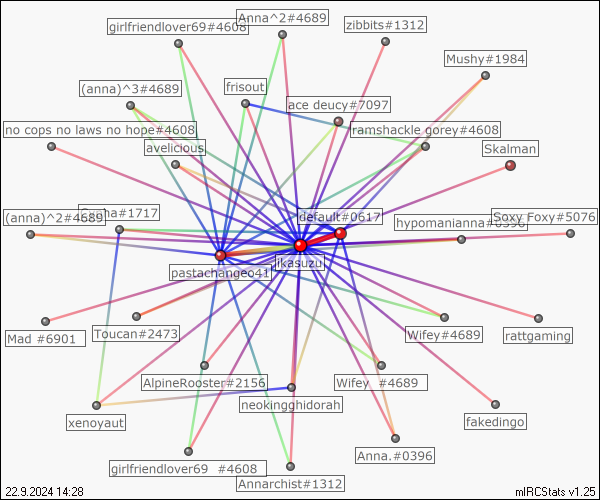 girlfriendlover69#4608
Anna^2#4689
zibbits#1312
Mushy#1984
(anna)^3#4689
frisout
ace deucy#7097
no cops no laws no hope#4608
ramshackle gorey#4608
avelicious
Skalman
(anna)^2#4689
#1717
default#0617
hypomanianna#0396
Soxy Foxy#5076
pastachangeo41
ikasuzu
Mad #6901
Toucan#2473
Wifey#4689
rattgaming
AlpineRooster#2156
Wifey #4689
neokingghidorah
xenoyaut
fakedingo
Anna.#0396
girlfriendlover69 #4608
Annarchist#1312
22.9.2024 14:28
mIRCStats v1.25